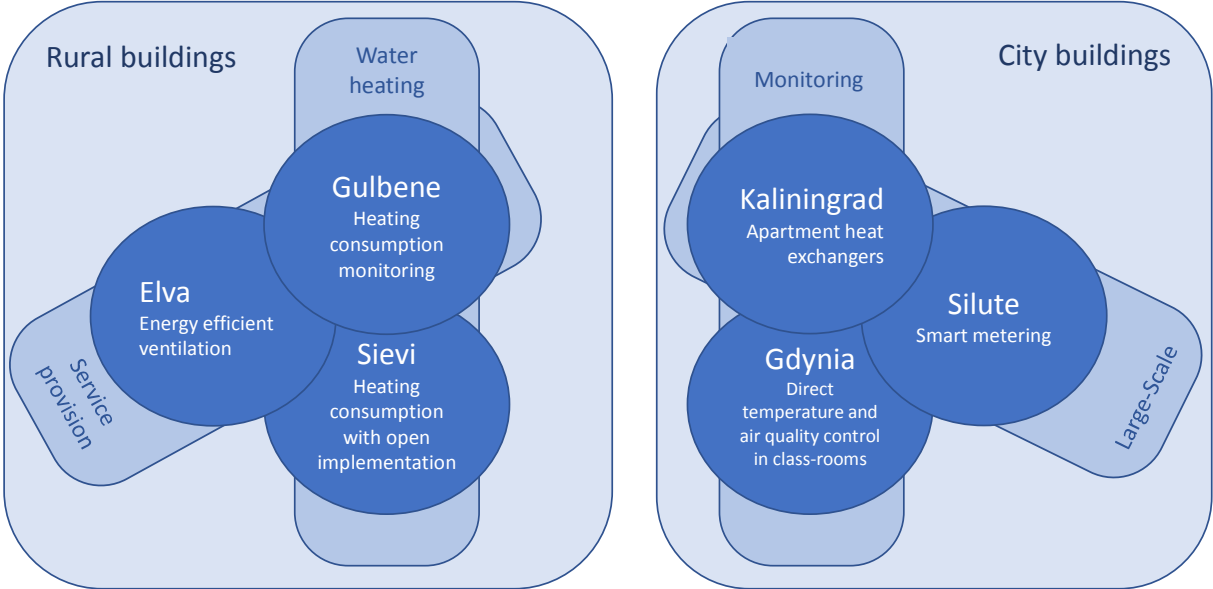 Rural buildings
Water
heating
Gulbene
Heating
consumption
monitoring
Elva
Energy efficient
ventilation
Service
provision
Sievi
Heating
consumption
with open
implementation
City buildings
Monitoring
Kaliningrad
Apartment heat
exchangers
Silute
Smart metering
Gdynia
Direct
temperature and
air quality control
in class-rooms
Large-Scale